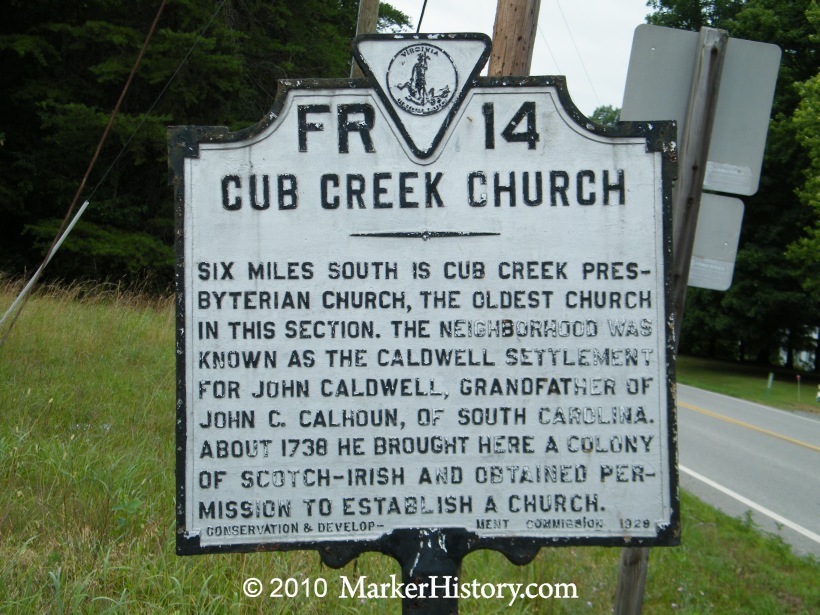 VIRGINIA
FR 14
CUB CREEK CHURCH
SIX MILES SOUTH IS CUB CREEK PRES-
BYTERIAN CHURCH, THE OLDEST CHURCH
IN THIS SECTION. THE NEIGHBORHOOD WAS
KNOWN AS THE CALDWELL SETTLEMENT
FOR JOHN CALDWELL, GRANDFATHER OF
JOHN C. CALHOUN, OF SOUTH CAROLINA.
ABOUT 1738 HE BROUGHT HERE A COLONY
OF SCOTCH-IRISH AND OBTAINED PER-
MISSION TO ESTABLISH A CHURCH.
CONSERVATION & DEVELOP- MENT COMMISSION 1929
© 2010 MarkerHistory.com